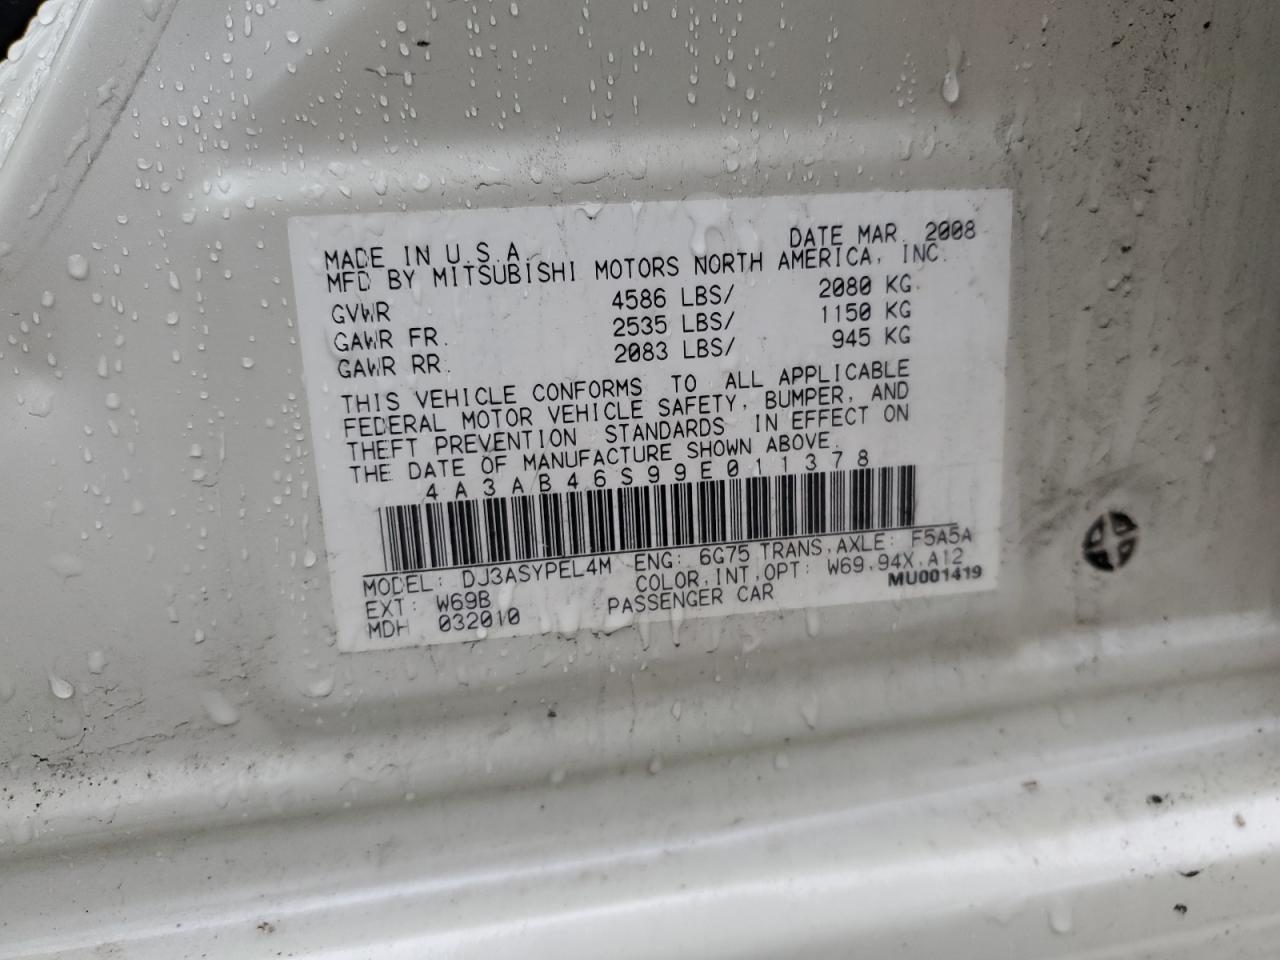 DATE MAR 2008
MADE IN U.S.A.
MFD BY MITSUBISHI MOTORS NORTH AMERICA, INC.
GVWR 4586 LBS/ 2080 KG.
GAWR FR. 2535 LBS/ 1150 KG
GAWR RR. 2083 LBS/ 945 KG
THIS VEHICLE CONFORMS TO ALL APPLICABLE
FEDERAL MOTOR VEHICLE SAFETY, BUMPER, AND
THEFT PREVENTION STANDARDS IN EFFECT ON
THE DATE OF MANUFACTURE SHOWN ABOVE.
4A3AB46S99E011378
MODEL: DJ3ASYPEL4M ENG: 6G75 TRANS,AXLE: F5A5A
EXT: W69B COLOR,INT,OPT: W69,94X,A12
MDH 032010 PASSENGER CAR MU001419